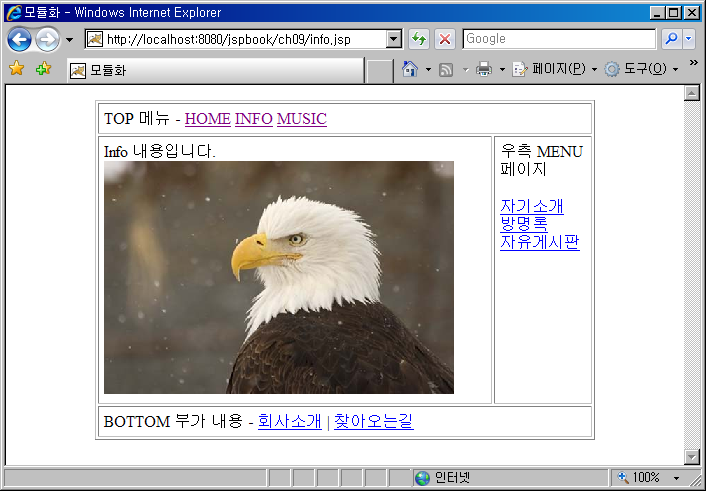 모듈화 - Windows Internet Explorer
http://localhost:8080/jspbook/ch09/info.jsp
Google
모듈화
페이지(P)
도구(O)
TOP 메뉴 - HOME INFO MUSIC
Info 내용입니다.
우측 MENU
페이지
자기소개
방명록
자유게시판
BOTTOM 부가 내용 - 회사소개 | 찾아오는길
인터넷
100%